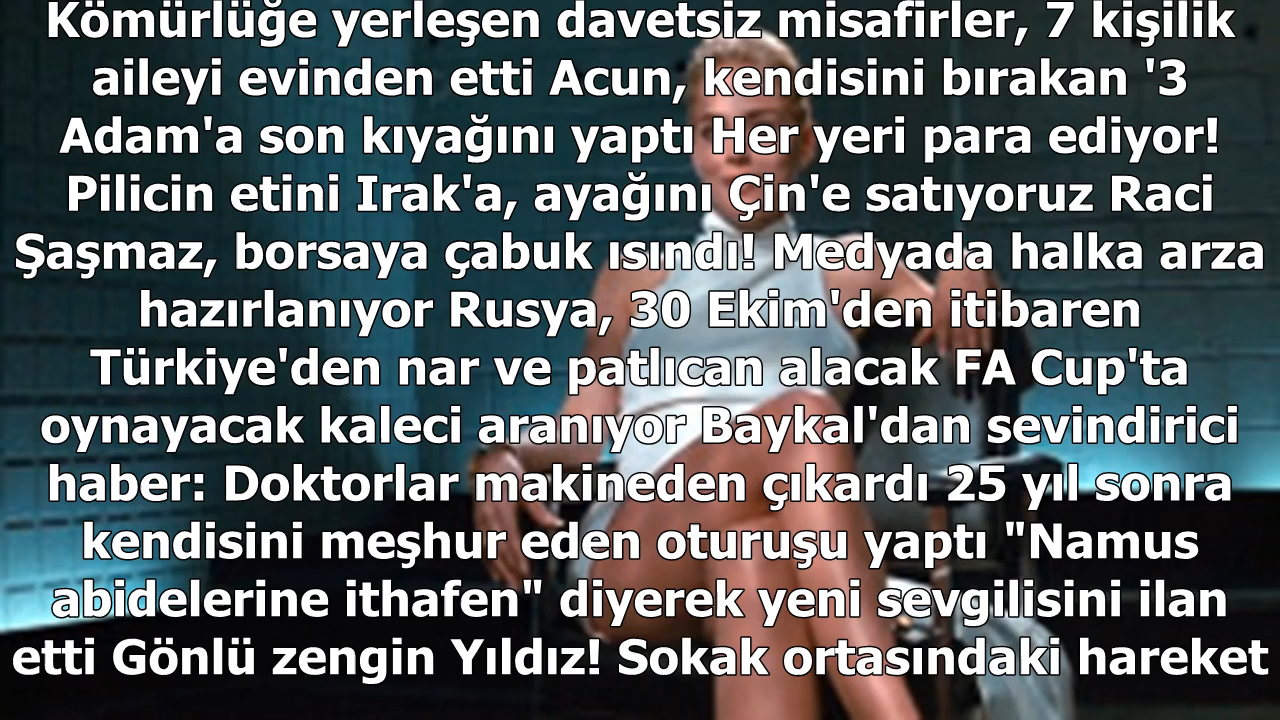 Kömürlüğe yerleşen davetsiz misafirler, 7 kişilik
aileyi evinden etti Acun, kendisini bırakan '3
Adam'a son kıyağını yaptı Her yeri para ediyor!
Pilicin etini Irak'a, ayağını Çin'e satıyoruz Raci
Şaşmaz, borsaya çabuk ısındı! Medyada halka arza
hazırlanıyor Rusya, 30 Ekim'den itibaren
Türkiye'den nar ve patlıcan alacak FA Cup'ta
oynayacak kaleci aranıyor Baykal'dan sevindirici
haber: Doktorlar makineden çıkardı 25 yıl sonra
kendisini meşhur eden oturuşu yaptı "Namus
abidelerine ithafen" diyerek yeni sevgilisini ilan
etti Gönlü zengin Yıldız! Sokak ortasındaki hareket